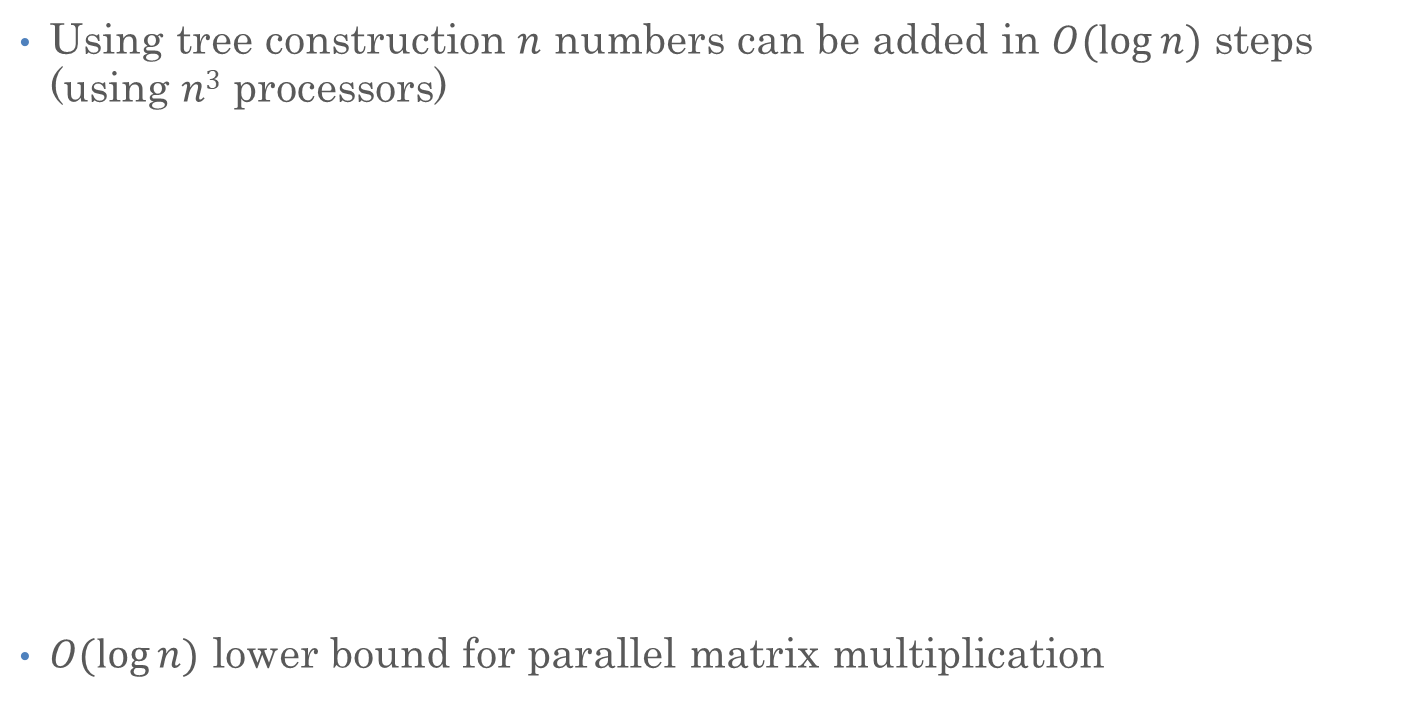 • Using tree construction n numbers can be added in O(log n) steps
(using n³ processors)
• O(log n) lower bound for parallel matrix multiplication